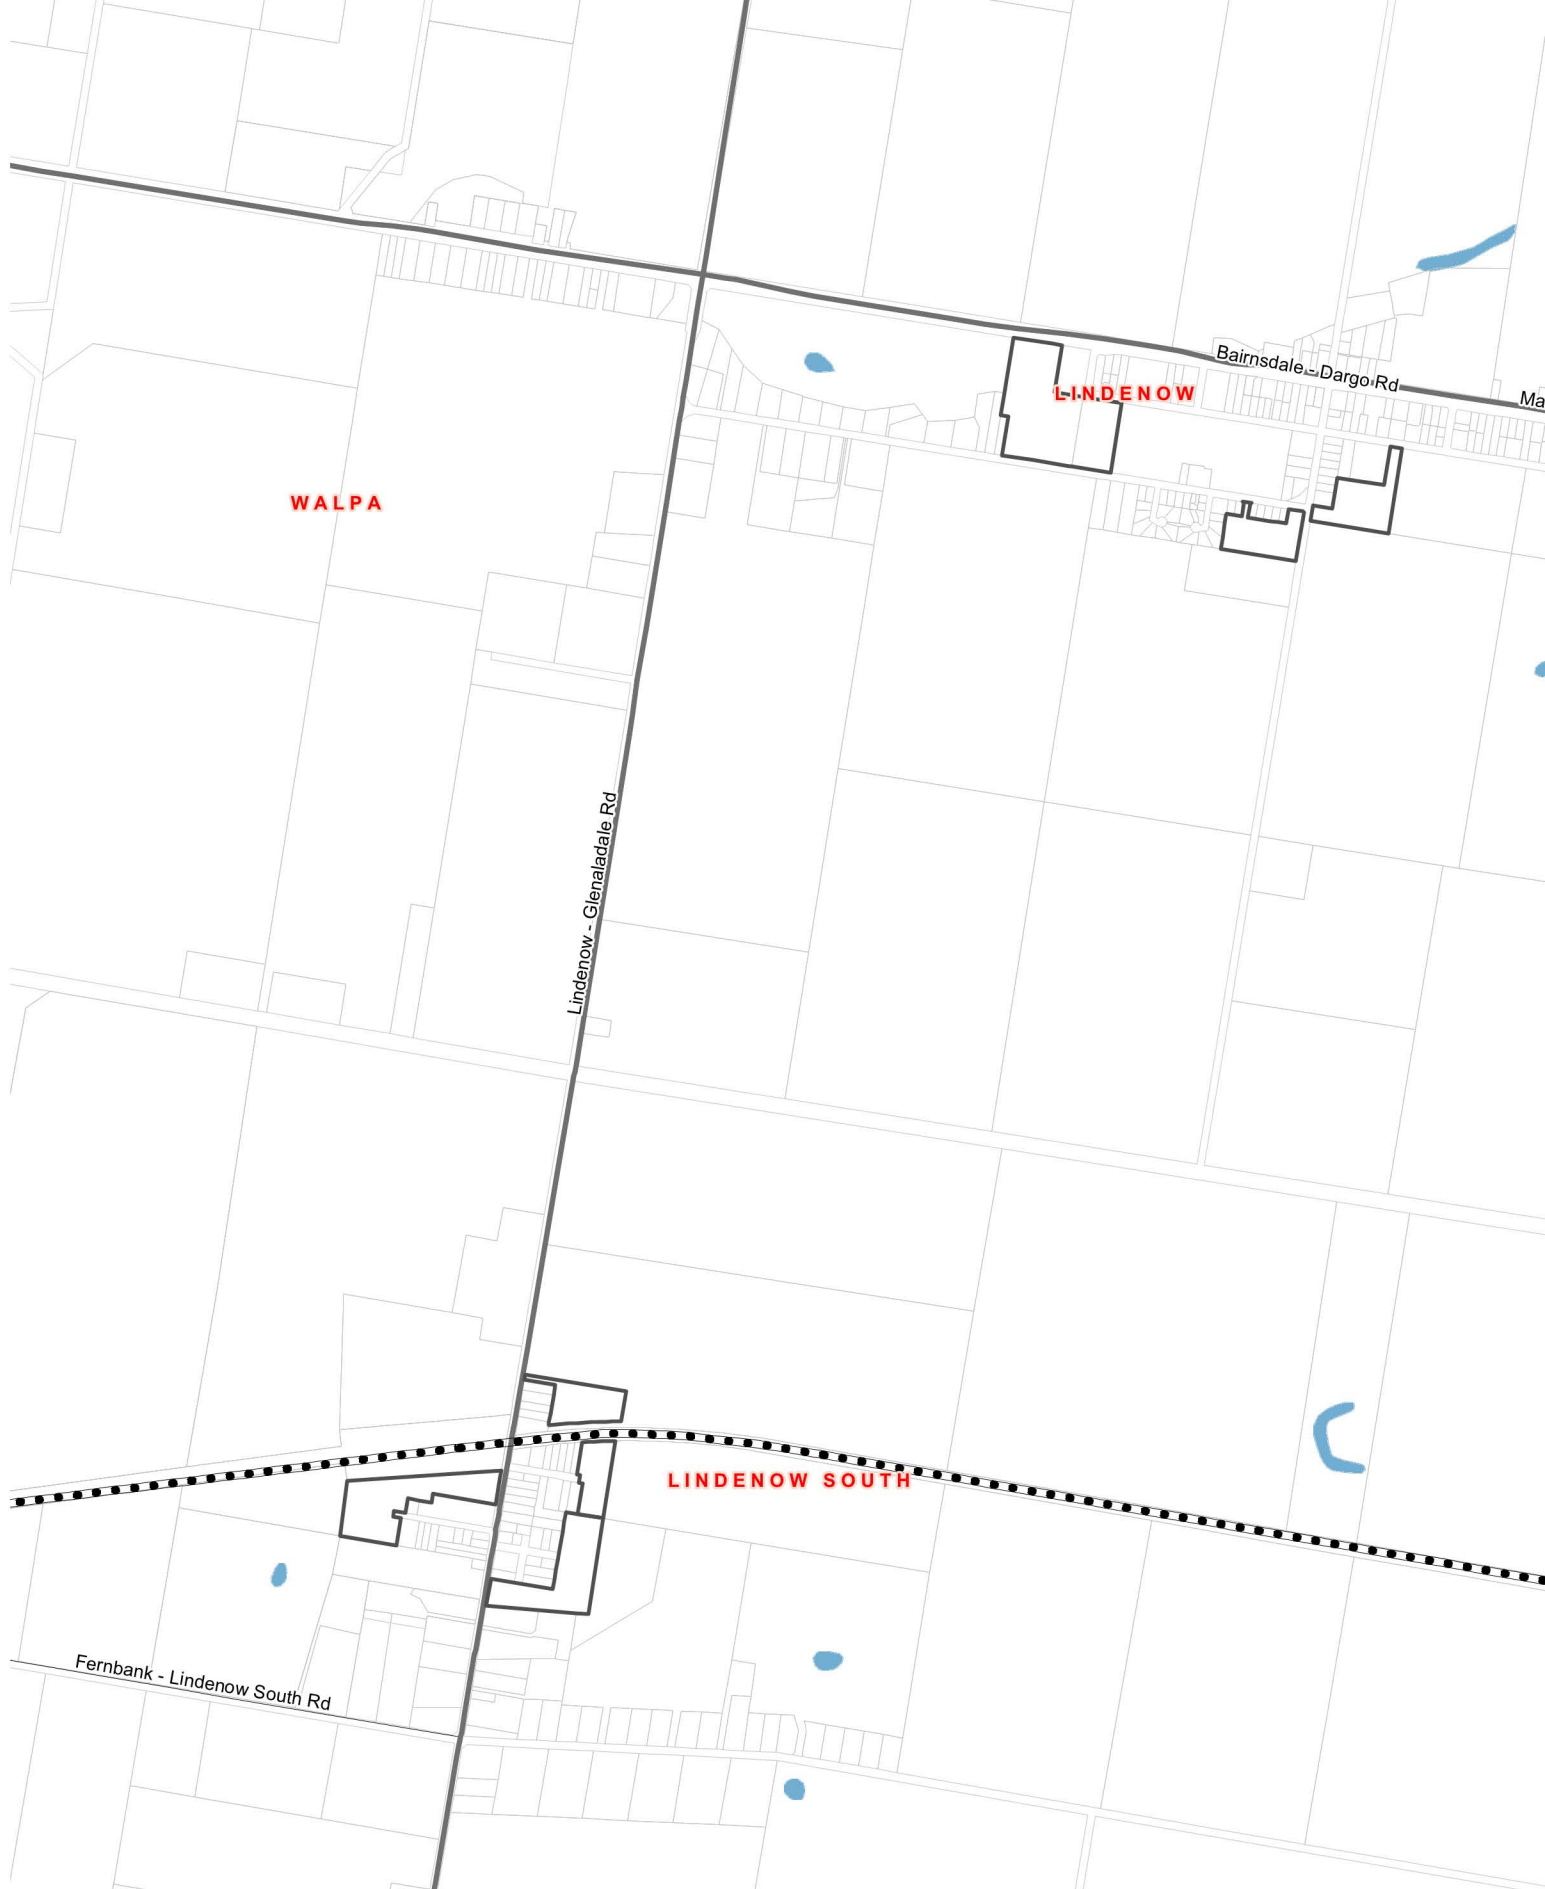 Bairnsdale - Dargo Rd
Ma
LINDENOW
WALPA
Lindenow - Glenaladale Rd
LINDENOW SOUTH
Fernbank - Lindenow South Rd